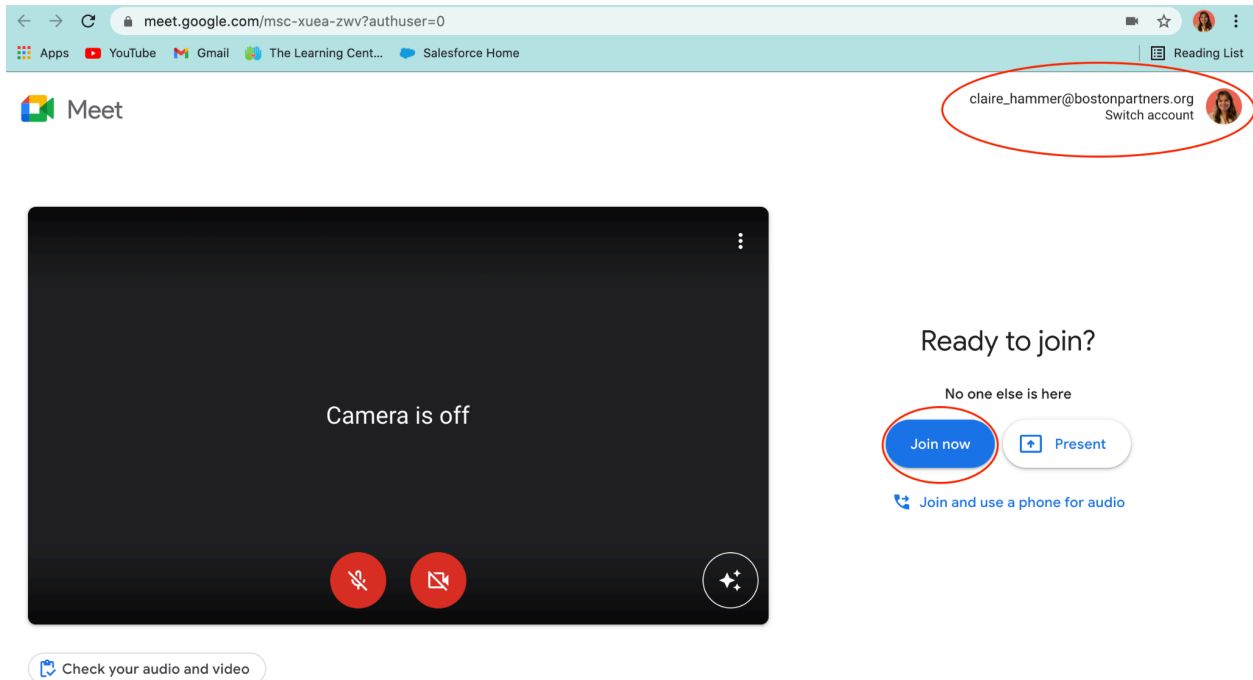 meet.google.com/msc-xuea-zwv?authuser=0
Apps YouTube Gmail The Learning Cent... Salesforce Home Reading List
Meet
claire_hammer@bostonpartners.org
Switch account
Camera is off
Ready to join?
No one else is here
Join now Present
Join and use a phone for audio
Check your audio and video